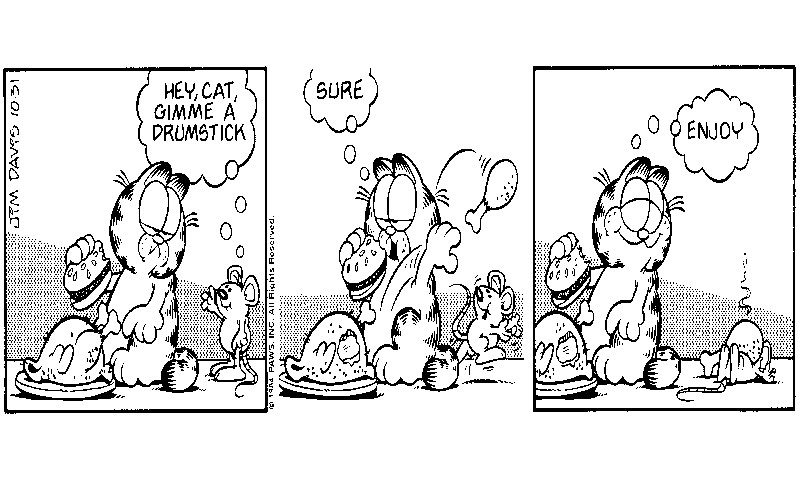 JIM DAVIS 10-31
HEY, CAT,
GIMME A
DRUMSTICK
© 1984 PAWS, INC. All Rights Reserved.
SURE
ENJOY